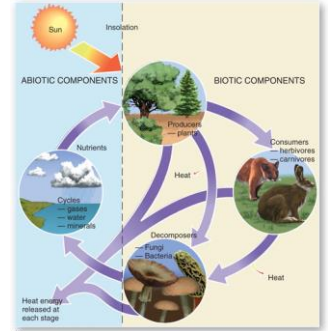 Sun
Insolation
ABIOTIC COMPONENTS
BIOTIC COMPONENTS
Producers
— plants
Nutrients
Consumers
— herbivores
— carnivores
Heat
Cycles
— gases
— water
— minerals
Decomposers
— Fungi
— Bacteria
Heat
Heat energy
released at
each stage